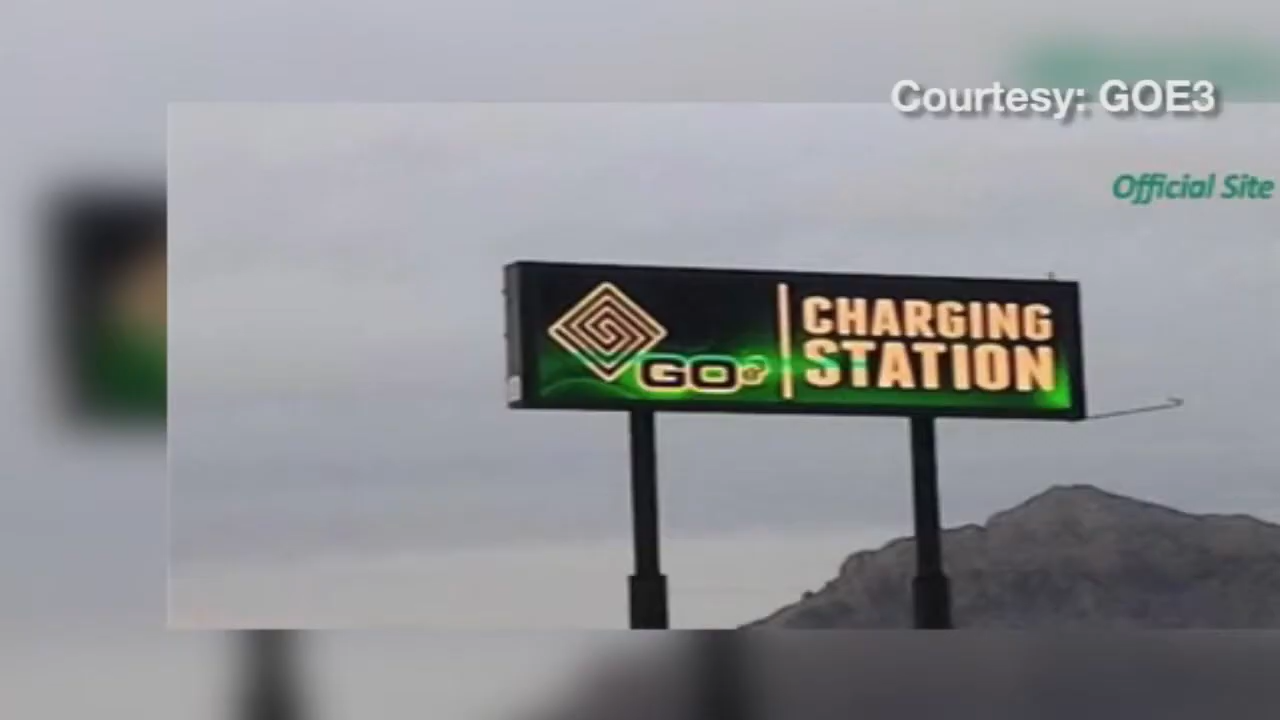 Courtesy: GOE3
Official Site
GO
CHARGING
STATION